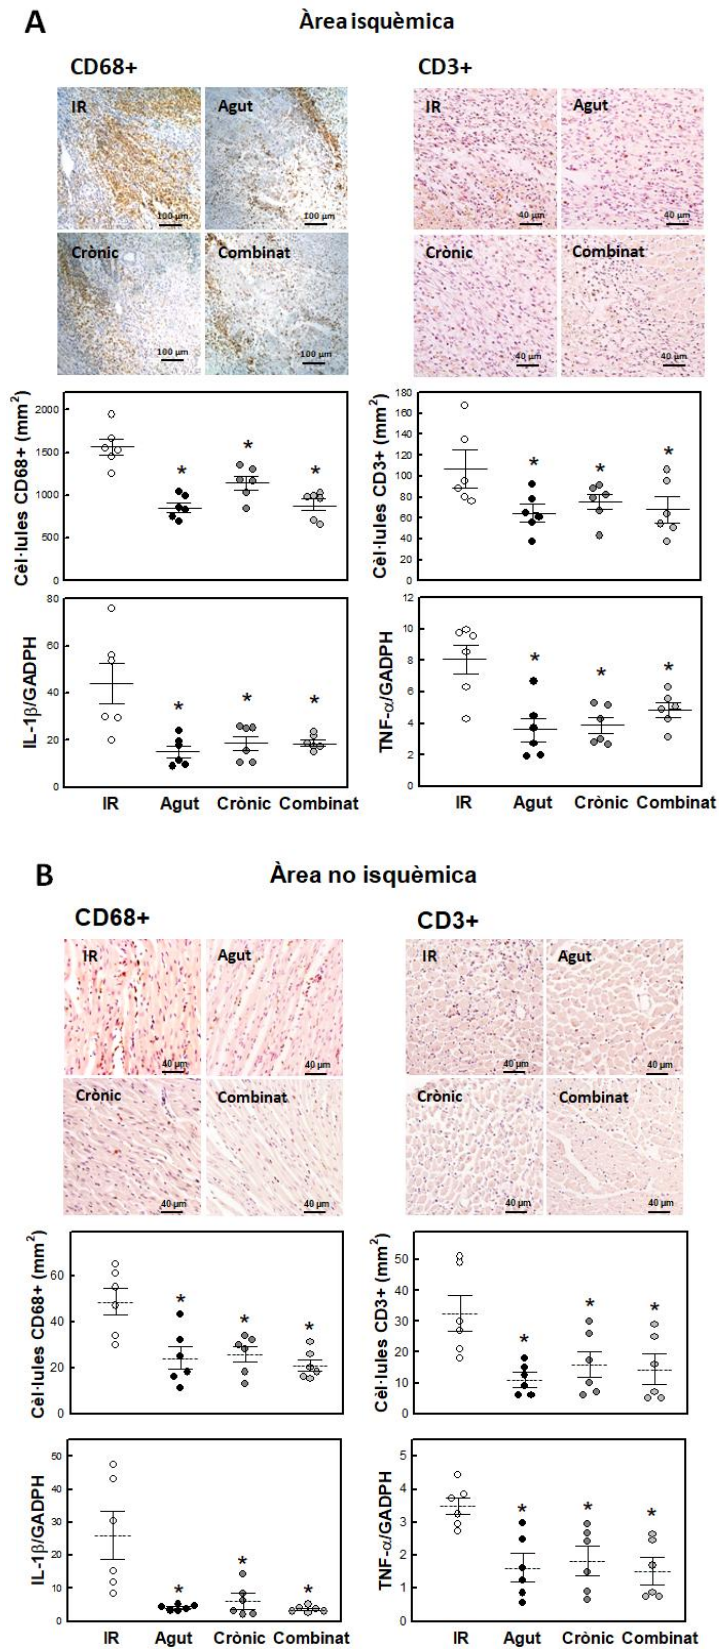 A
Àrea isquèmica
CD68+
CD3+
IR
Agut
100 µm
100 µm
Crònic
Combinat
100 µm
100 µm
IR
Agut
40 µm
40 µm
Crònic
Combinat
40 µm
40 µm
Cèl·lules CD68+ (mm²)
2000
1500
1000
500
0
* * *
Cèl·lules CD3+ (mm²)
180
160
140
120
100
80
60
40
20
0
* * *
IL-1β/GADPH
80
60
40
20
0
* * *
IR Agut Crònic Combinat
TNF-α/GADPH
12
10
8
6
4
2
0
* * *
IR Agut Crònic Combinat
B
Àrea no isquèmica
CD68+
CD3+
IR
Agut
40 µm
40 µm
Crònic
Combinat
40 µm
40 µm
IR
Agut
40 µm
40 µm
Crònic
Combinat
40 µm
40 µm
Cèl·lules CD68+ (mm²)
60
40
20
0
* * *
Cèl·lules CD3+ (mm²)
50
40
30
20
10
0
* * *
IL-1β/GADPH
50
40
30
20
10
0
* * *
IR Agut Crònic Combinat
TNF-α/GADPH
5
4
3
2
1
0
* * *
IR Agut Crònic Combinat